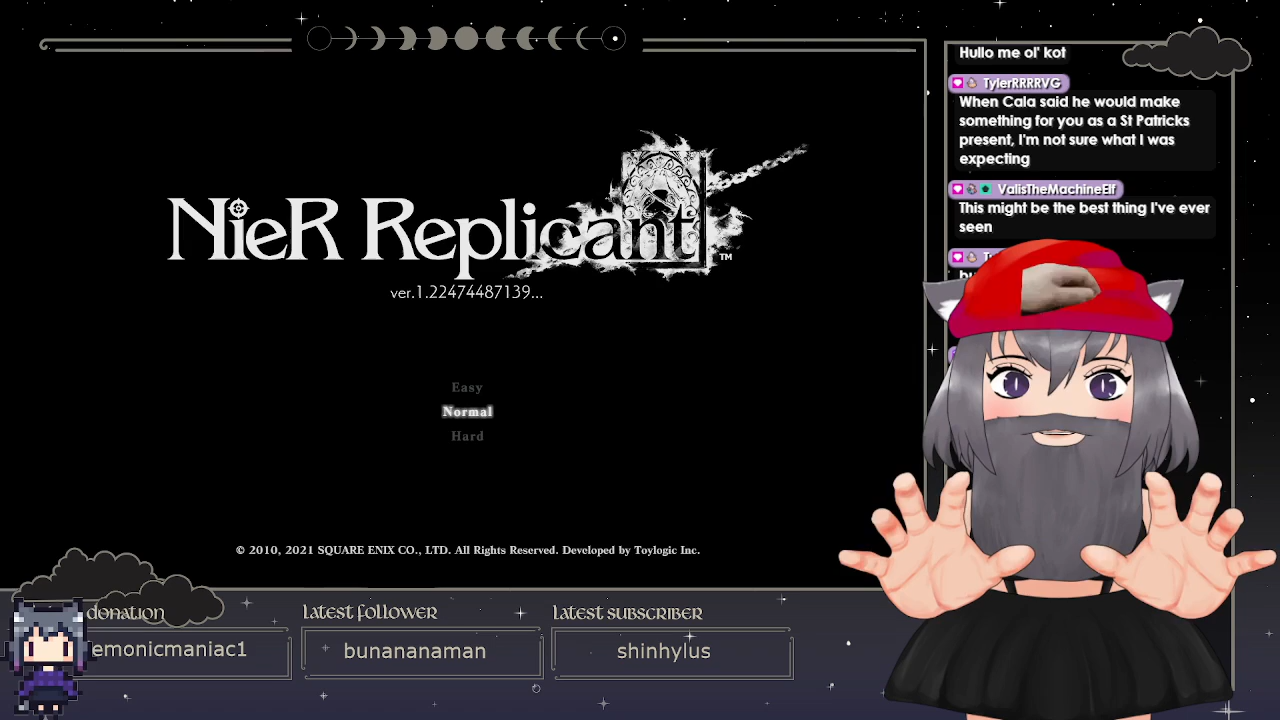 NieR Replicant™
ver.1.22474487139...
Easy
Normal
Hard
© 2010, 2021 SQUARE ENIX CO., LTD. All Rights Reserved. Developed by Toylogic Inc.
Hullo me ol' kot
TylerRRRRVG
When Cala said he would make
something for you as a St Patricks
present, I'm not sure what I was
expecting
ValisTheMachineElf
This might be the best thing I've ever
seen
donation
emonicmaniac1
latest follower
bunananaman
latest subscriber
shinhylus